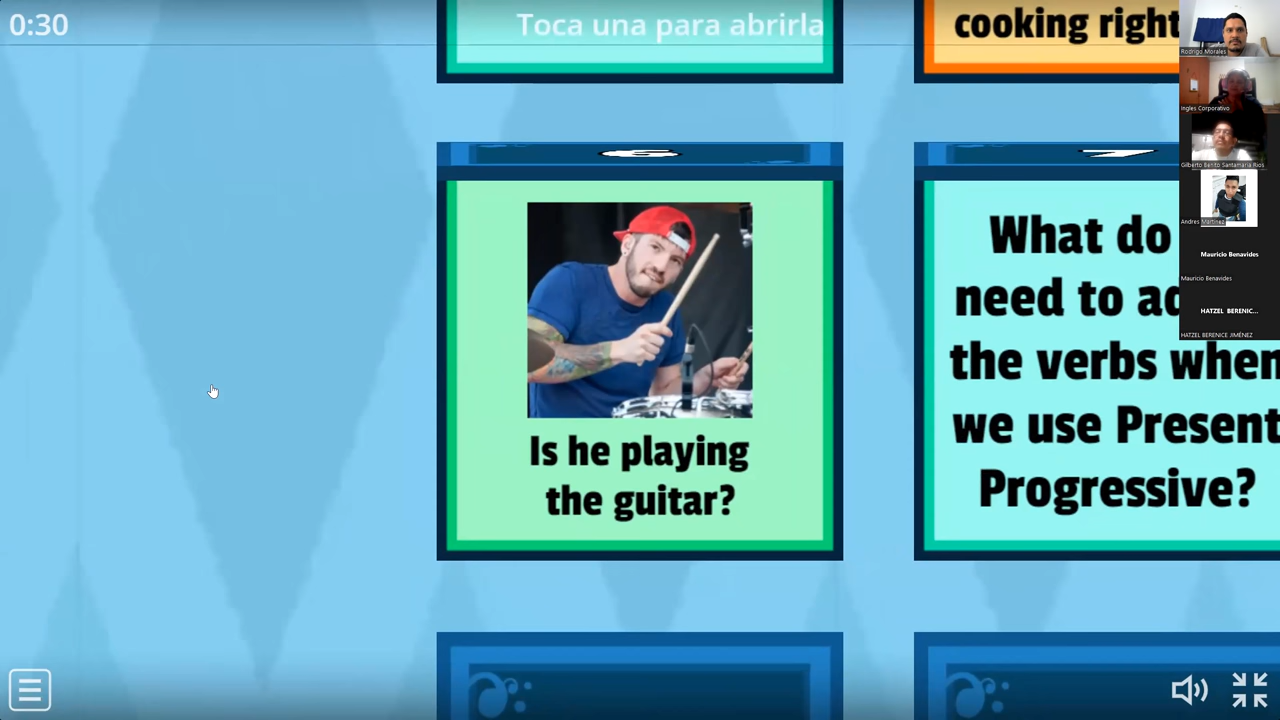 0:30
Toca una para abrirla
cooking right
6
7
Is he playing
the guitar?
What do
need to ad
the verbs when
we use Present
Progressive?
Rodrigo Morales
Ingles Corporativo
Gilberto Benito Santamaria Rios
Andres Martinez
Mauricio Benavides
Mauricio Benavides
HATZEL BERENIC...
HATZEL BERENICE JIMÉNEZ